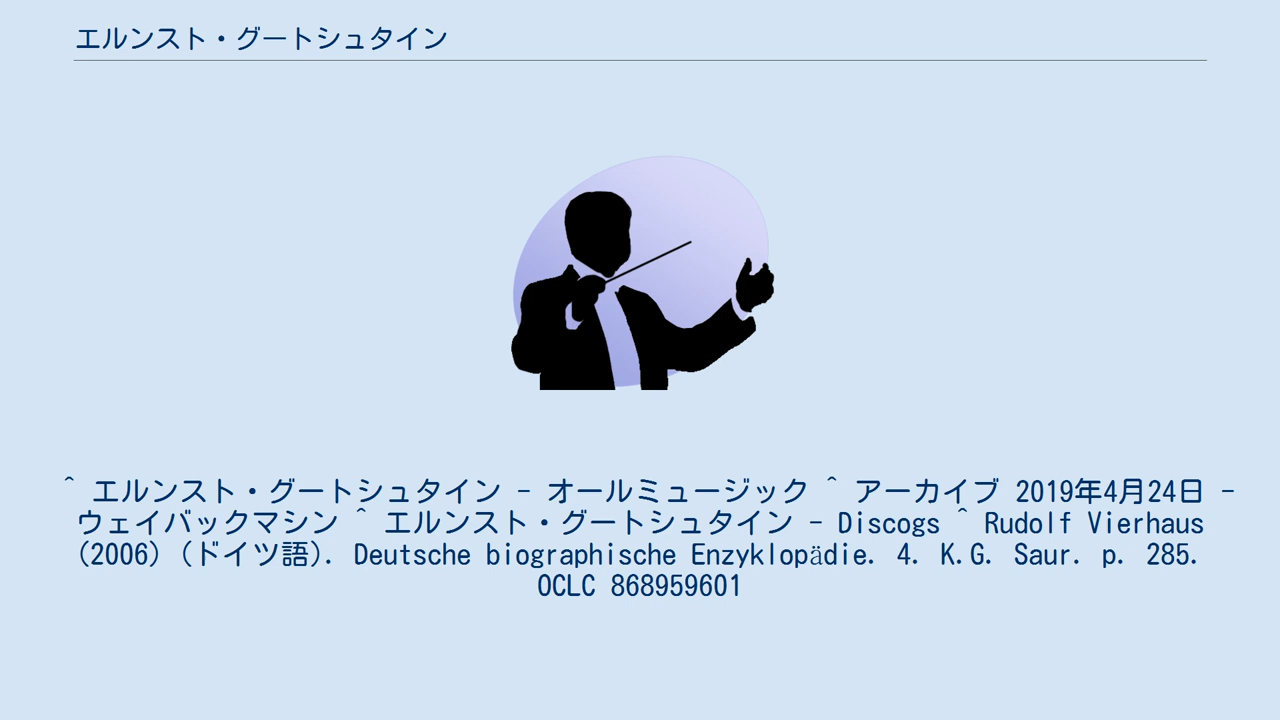 エルンスト・グートシュタイン
^ エルンスト・グートシュタイン - オールミュージック ^ アーカイブ 2019年4月24日 -
ウェイバックマシン ^ エルンスト・グートシュタイン - Discogs ^ Rudolf Vierhaus
(2006) (ドイツ語). Deutsche biographische Enzyklopädie. 4. K.G. Saur. p. 285.
OCLC 868959601